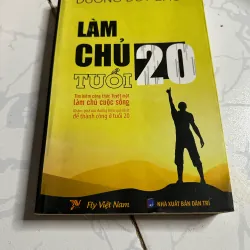 LÀM
CHỦ
TUỔI 20
làm chủ cuộc sống
để thành công ở tuổi 20
Fly Việt Nam
NHÀ XUẤT BẢN DÂN TRÍ